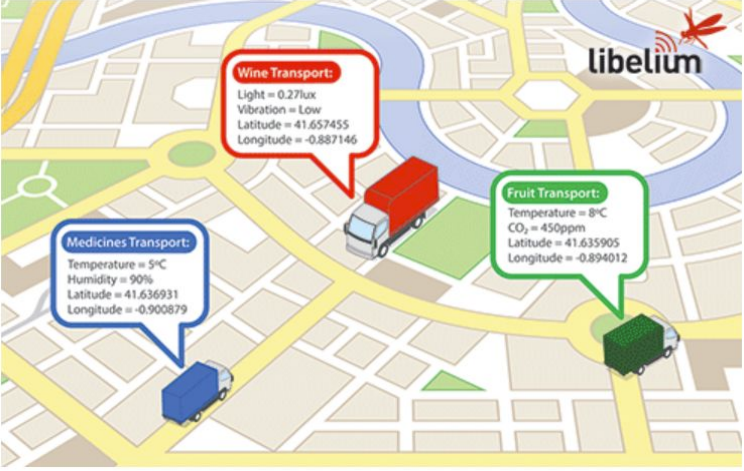 libelium
Wine Transport:
Light = 0.27lux
Vibration = Low
Latitude = 41.657455
Longitude = -0.887146
Fruit Transport:
Temperature = 8ºC
CO₂ = 450ppm
Latitude = 41.635905
Longitude = -0.894012
Medicines Transport:
Temperature = 5ºC
Humidity = 90%
Latitude = 41.636931
Longitude = -0.900879